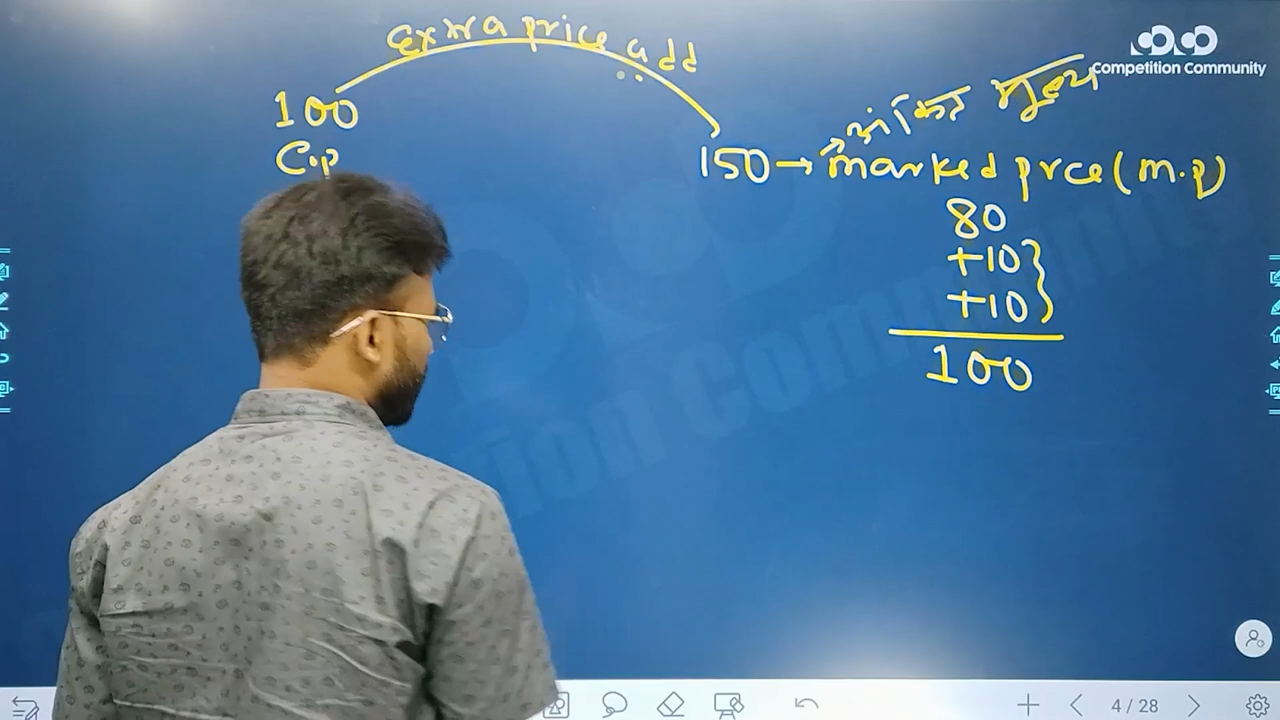 Extra price add
Competition Community
100
C.p
अंकित मूल्य
150 → marked prce (m.p)
80
+10
+10
100
4 / 28